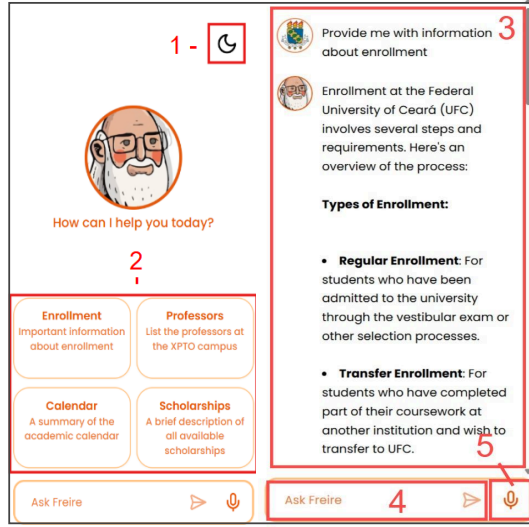 1 -
How can I help you today?
2
Enrollment
Important information
about enrollment
Professors
List the professors at
the XPTO campus
Calendar
A summary of the
academic calendar
Scholarships
A brief description of
all available
scholarships
Ask Freire
3
Provide me with information
about enrollment
Enrollment at the Federal
University of Ceará (UFC)
involves several steps and
requirements. Here's an
overview of the process:
Types of Enrollment:
• Regular Enrollment: For
students who have been
admitted to the university
through the vestibular exam or
other selection processes.
• Transfer Enrollment: For
students who have completed
part of their coursework at
another institution and wish to
transfer to UFC.
5
Ask Freire
4